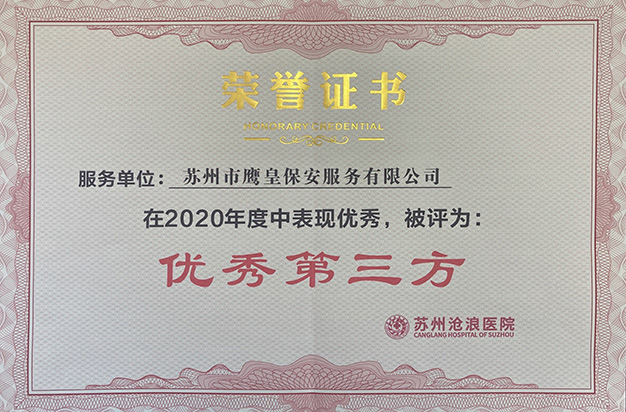 荣誉证书
HONORARY CREDENTIAL
服务单位：苏州市鹰皇保安服务有限公司
在2020年度中表现优秀，被评为：
优秀第三方
苏州沧浪医院
CANGLANG HOSPITAL OF SUZHOU